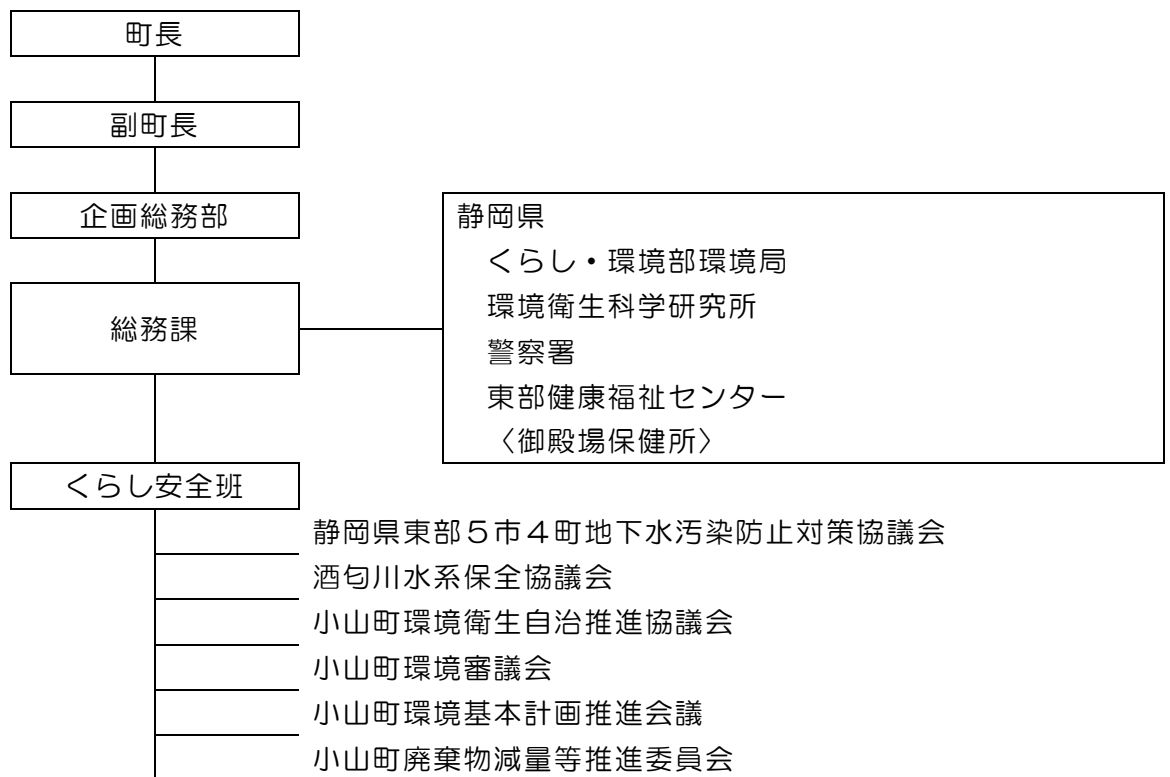 町長
副町長
企画総務部
静岡県
くらし・環境部環境局
環境衛生科学研究所
総務課
警察署
東部健康福祉センター
〈御殿場保健所〉
くらし安全班
静岡県東部５市４町地下水汚染防止対策協議会
酒匂川水系保全協議会
小山町環境衛生自治推進協議会
小山町環境審議会
小山町環境基本計画推進会議
小山町廃棄物減量等推進委員会